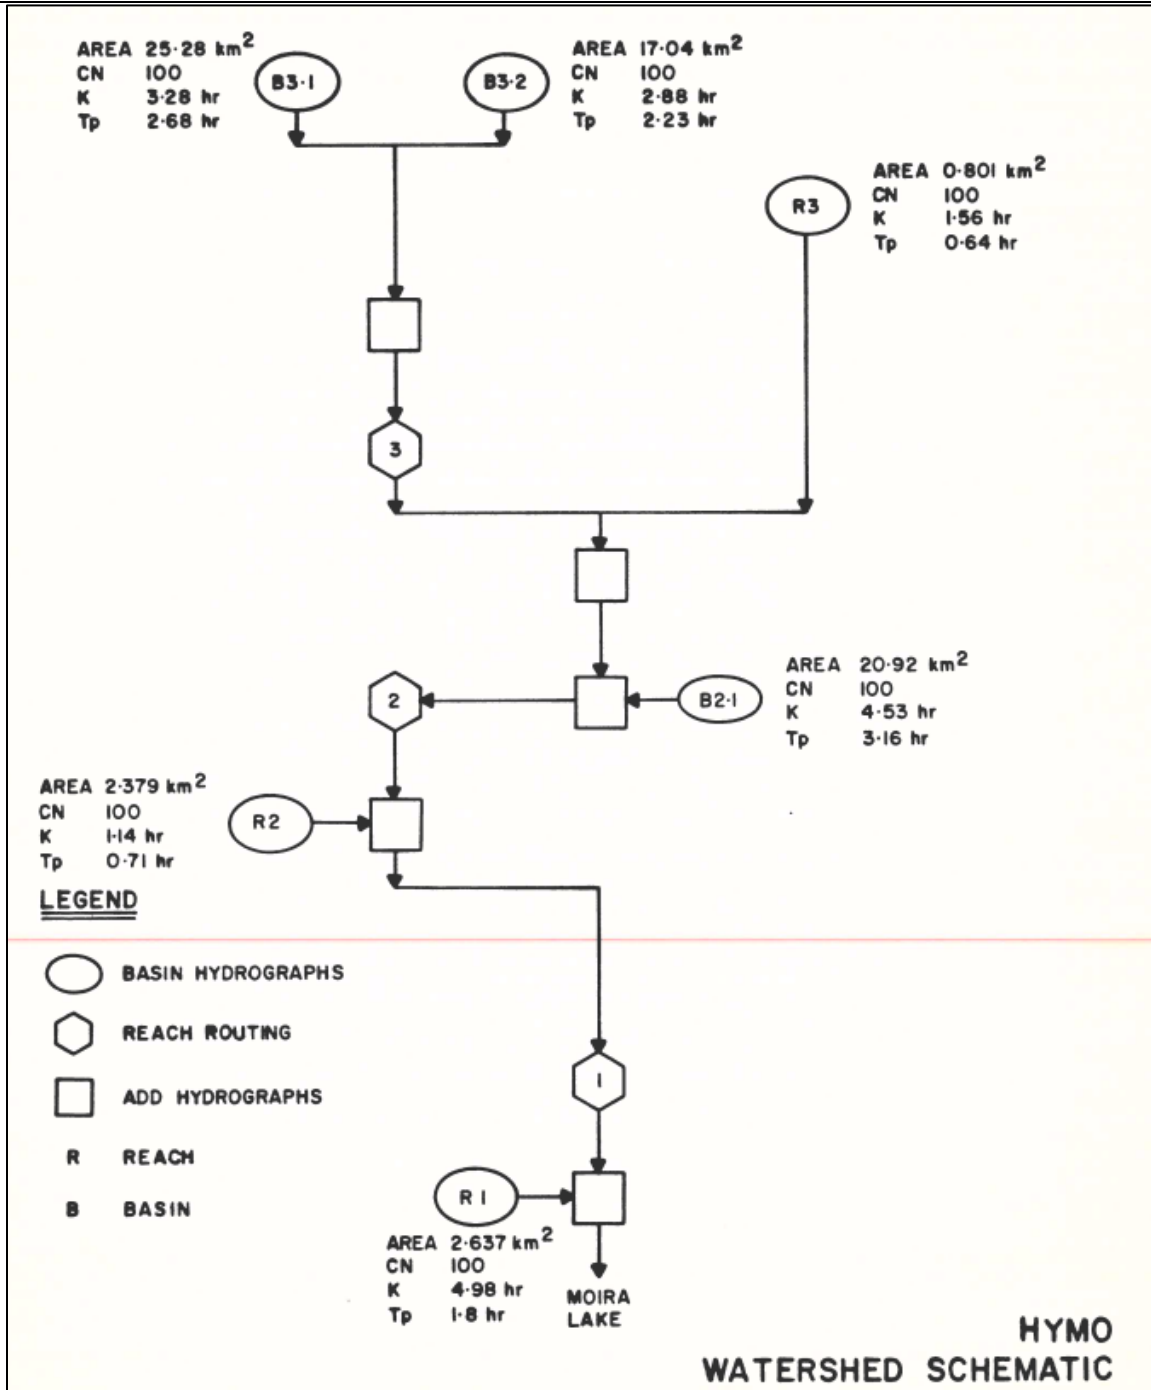 AREA 25·28 km2
CN 100
K 3·28 hr
Tp 2·68 hr
B3·1
B3·2
AREA 17·04 km2
CN 100
K 2·88 hr
Tp 2·23 hr
R3
AREA 0·801 km2
CN 100
K 1·56 hr
Tp 0·64 hr
3
2
B2·1
AREA 20·92 km2
CN 100
K 4·53 hr
Tp 3·16 hr
AREA 2·379 km2
CN 100
K 1·14 hr
Tp 0·71 hr
R2
LEGEND
BASIN HYDROGRAPHS
REACH ROUTING
ADD HYDROGRAPHS
R REACH
B BASIN
1
R1
AREA 2·637 km2
CN 100
K 4·98 hr
Tp 1·8 hr
MOIRA
LAKE
HYMO
WATERSHED SCHEMATIC